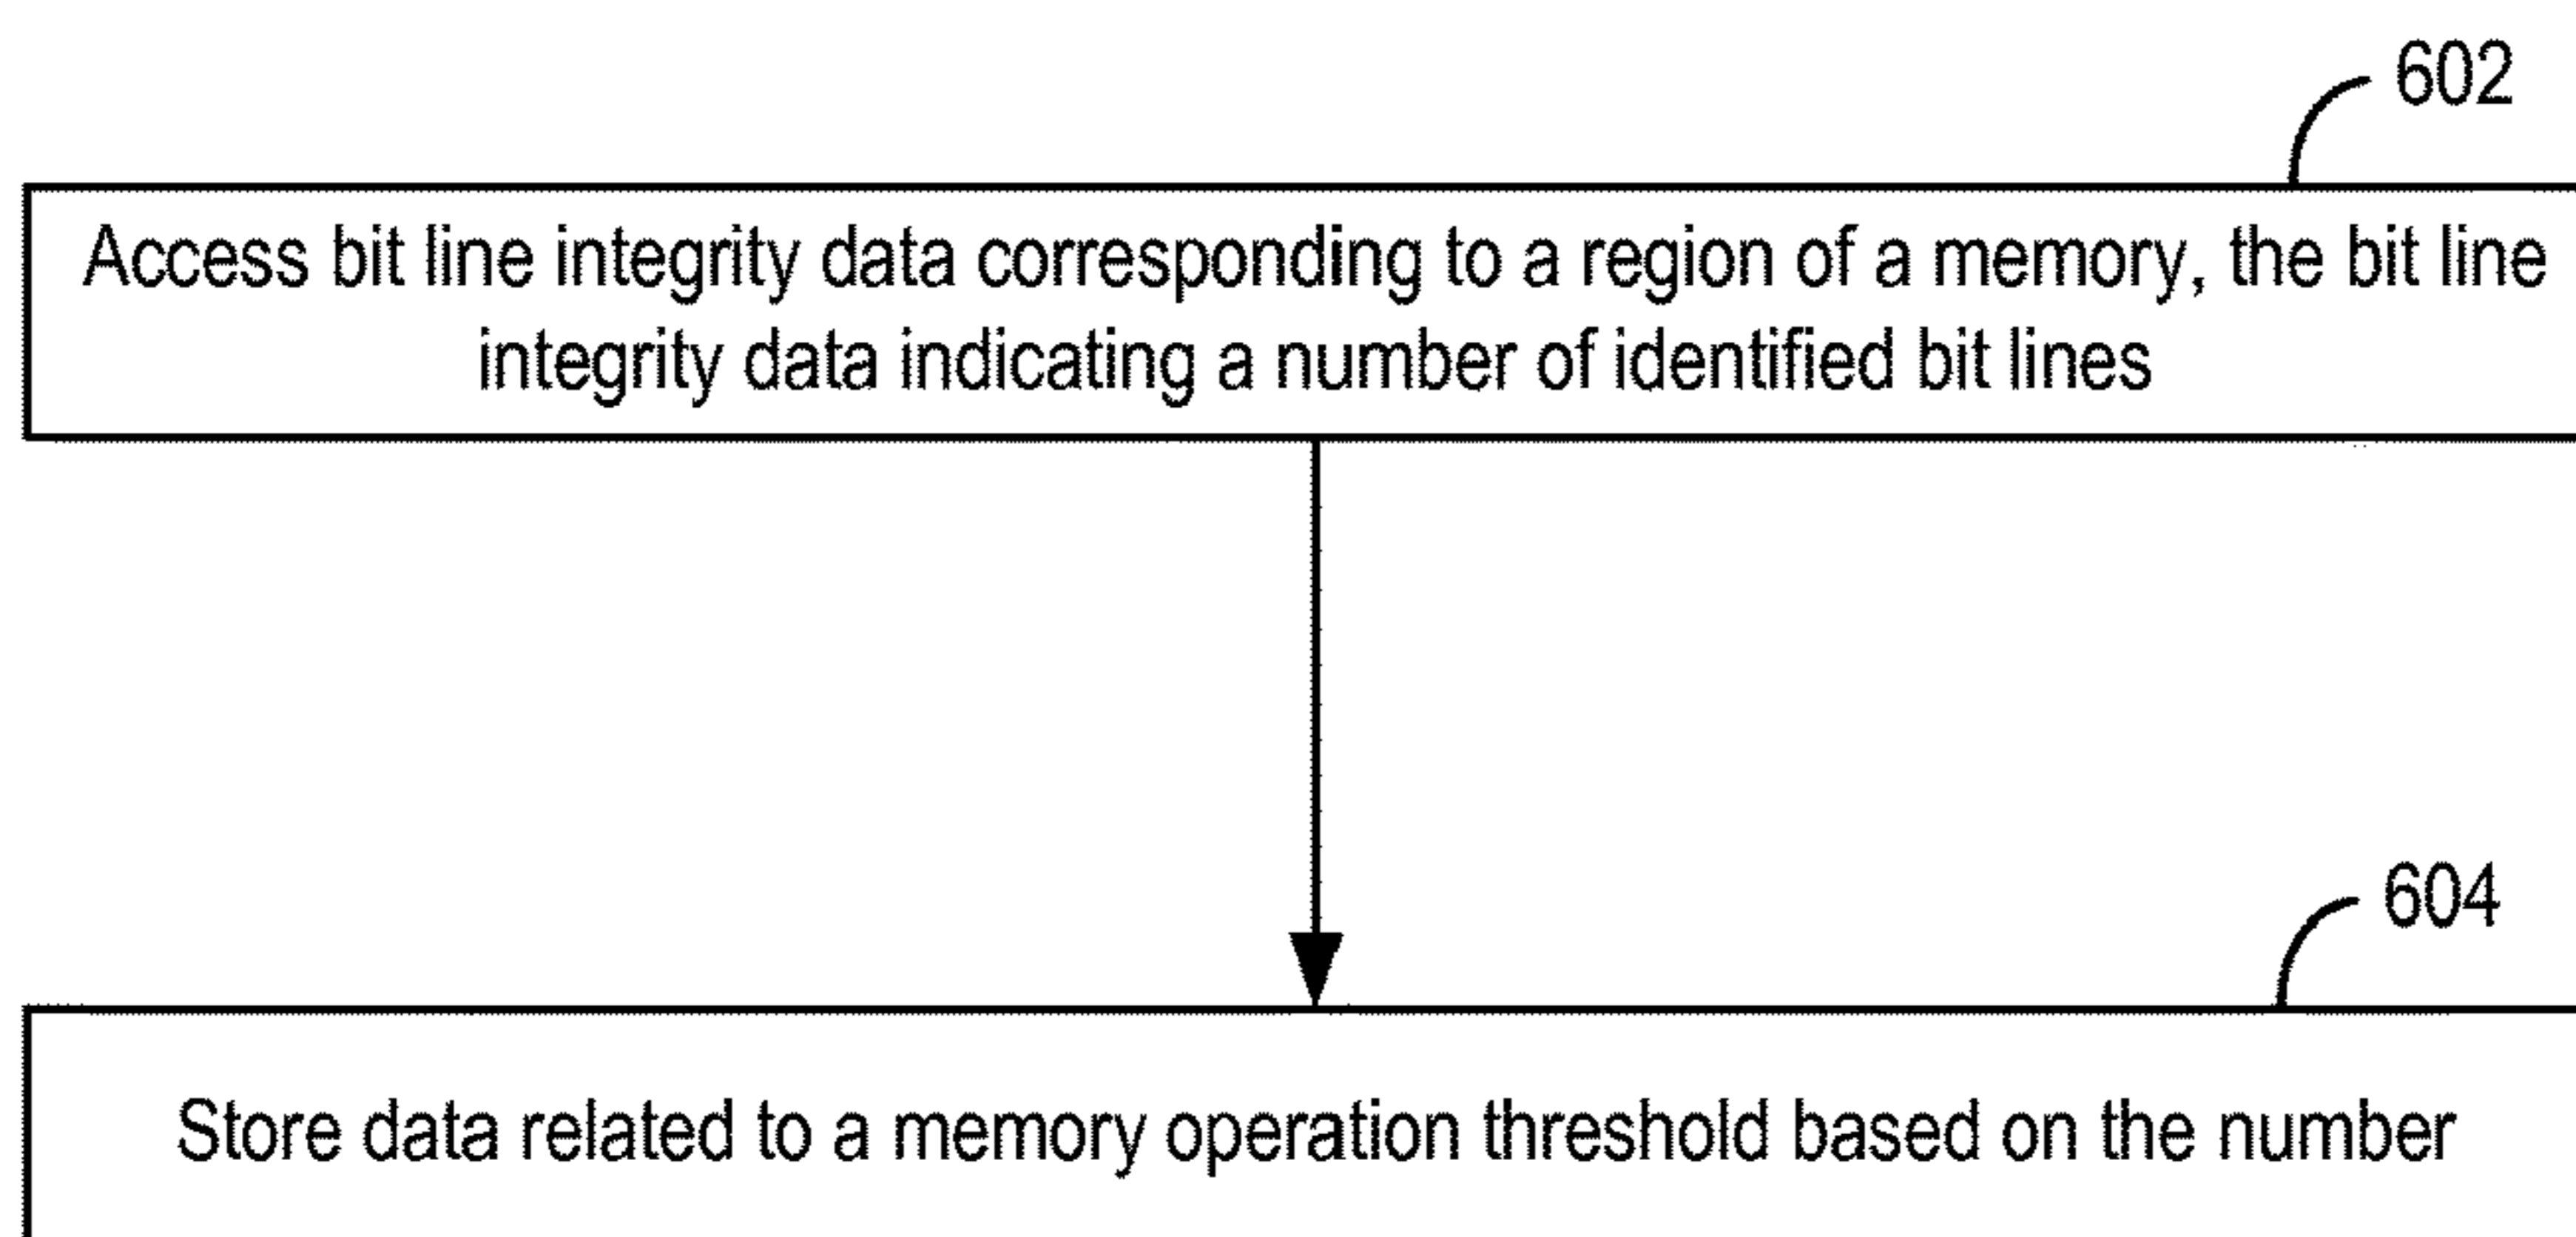 602
Access bit line integrity data corresponding to a region of a memory, the bit line
integrity data indicating a number of identified bit lines
604
Store data related to a memory operation threshold based on the number